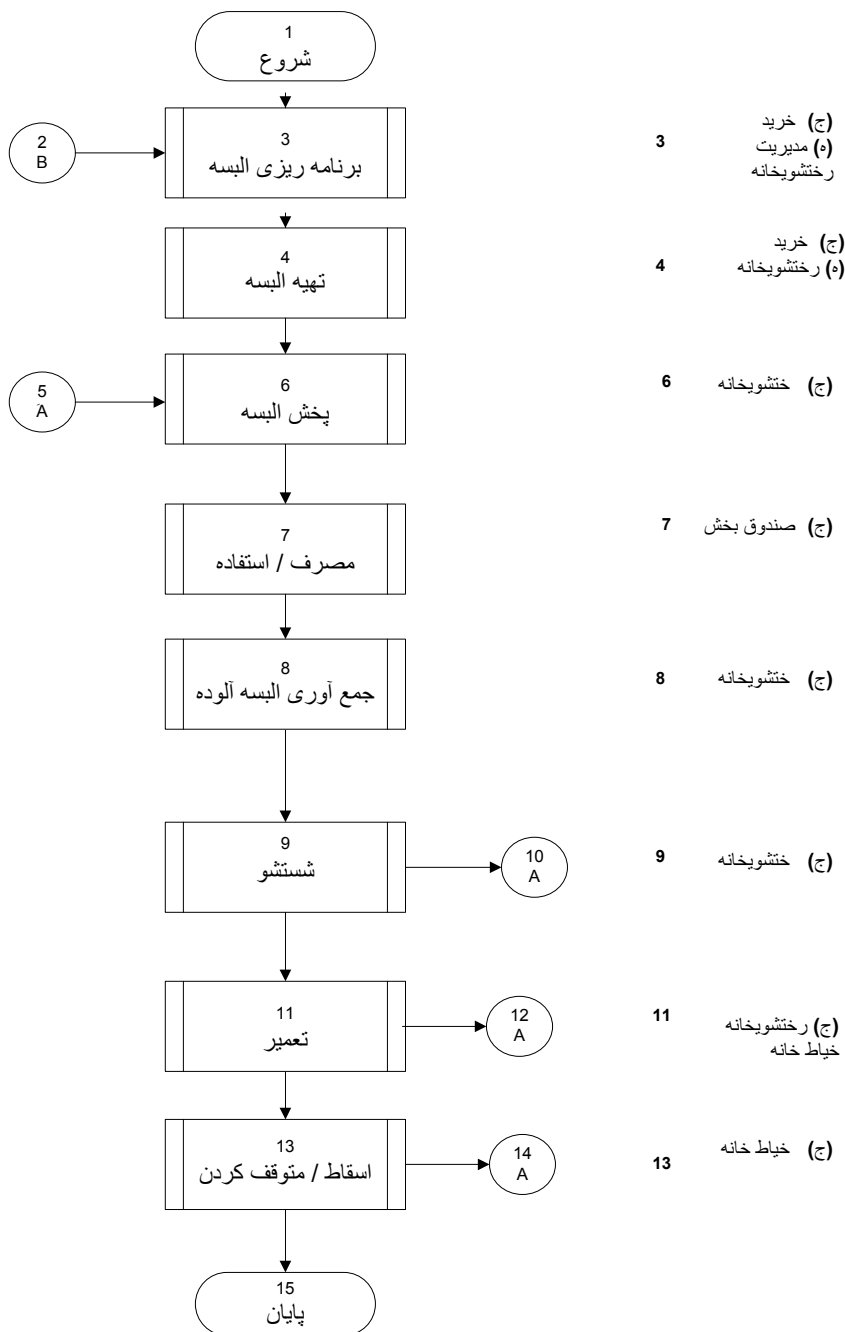 1
شروع
2
B
3
برنامه ریزی البسه
3
(ج) خرید
(ه) مدیریت
رختشویخانه
4
تهیه البسه
4
(ج) خرید
(ه) رختشویخانه
5
A
6
پخش البسه
6
(ج) ختشویخانه
7
مصرف / استفاده
7
(ج) صندوق بخش
8
جمع آوری البسه آلوده
8
(ج) ختشویخانه
9
شستشو
10
A
9
(ج) ختشویخانه
11
تعمیر
12
A
11
(ج) رختشویخانه
خیاط خانه
13
اسقاط / متوقف کردن
14
A
13
(ج) خیاط خانه
15
پایان